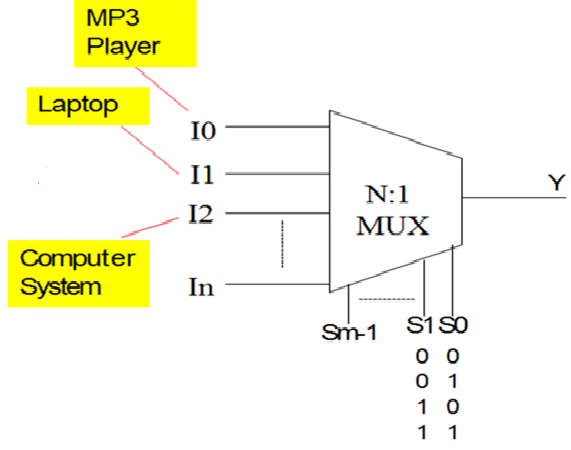 MP3
Player
Laptop
I0
I1
I2
Computer
System
In
N:1
MUX
Y
Sm-1
S1 S0
0 0
0 1
1 0
1 1